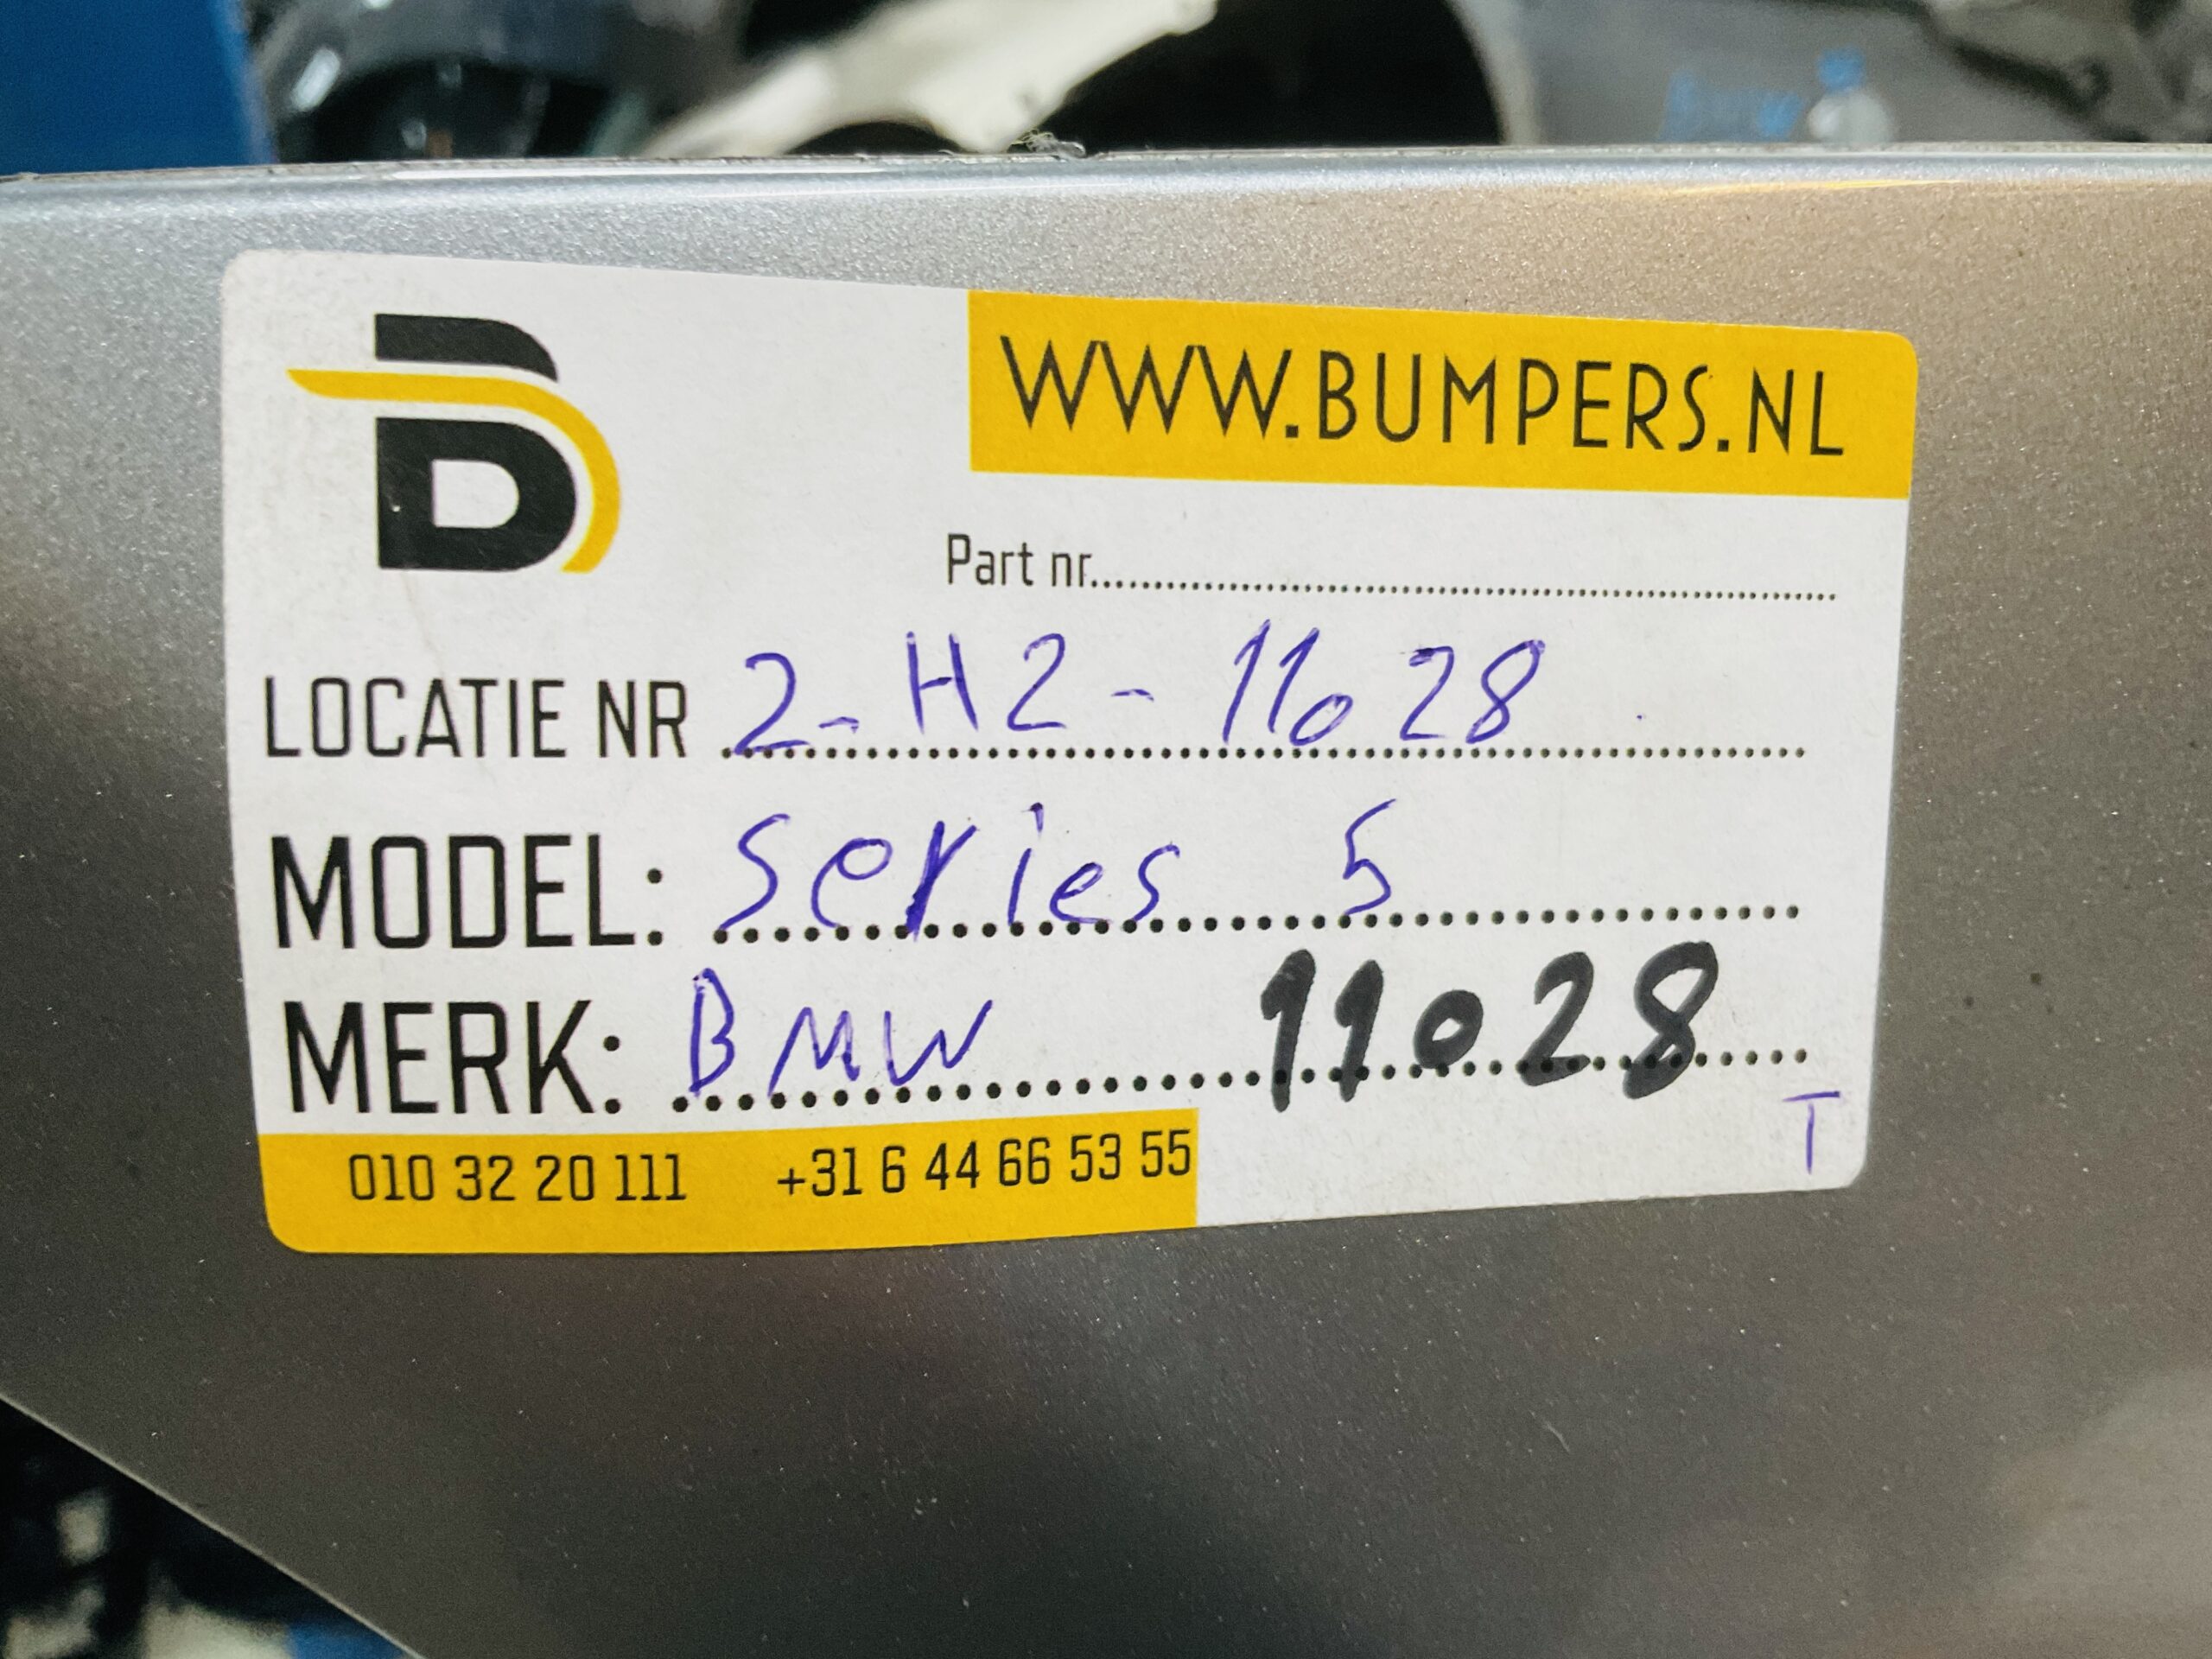 WWW.BUMPERS.NL
Part nr..........
LOCATIE NR 2-H2-11028
MODEL: Series 5
MERK: BMW 11028
T
010 32 20 111 +31 6 44 66 53 55